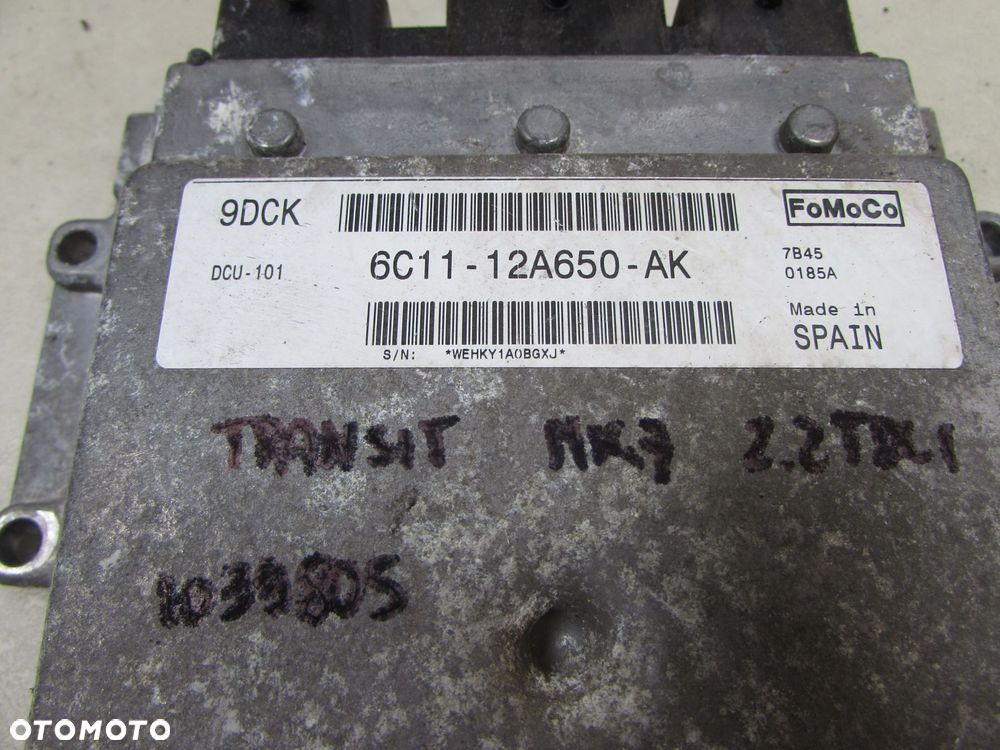 9DCK
FoMoCo
DCU-101
6C11-12A650-AK
7B45
0185A
Made in
SPAIN
S/N: *WEHKY1A0BGXJ*
TRANSIT MK7 2.2TDCI
1039805
OTOMOTO